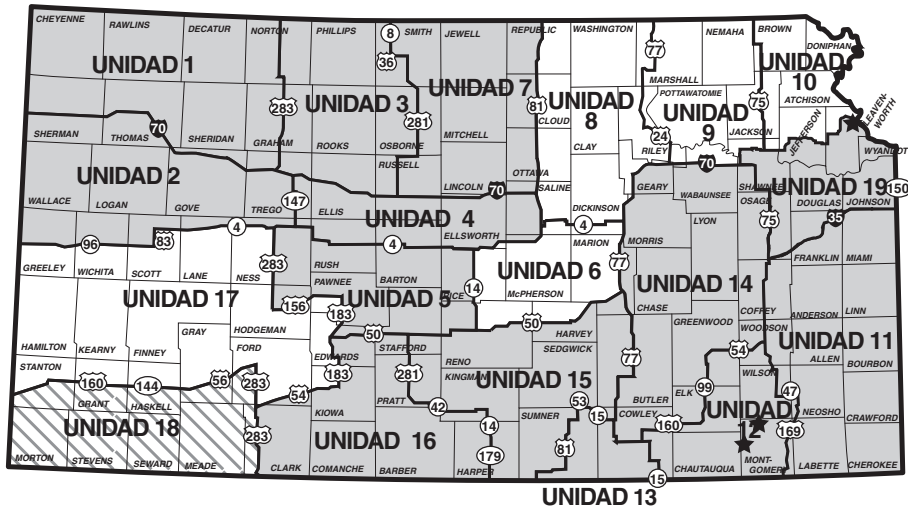 CHEYENNE
RAWLINS
DECATUR
NORTON
PHILLIPS
8
SMITH
JEWELL
REPUBLIC
WASHINGTON
NEMAHA
BROWN
DONIPHAN
UNIDAD 1
36
77
MARSHALL
UNIDAD
10
283
UNIDAD 3
281
UNIDAD 7
81
CLOUD
UNIDAD
8
POTTAWATOMIE
UNIDAD
9
75
ATCHISON
LEAVEN-
WORTH
SHERMAN
70
THOMAS
SHERIDAN
GRAHAM
ROOKS
OSBORNE
MITCHELL
CLAY
24
RILEY
JACKSON
JEFFERSON
WYANDOT
UNIDAD 2
RUSSELL
LINCOLN
70
OTTAWA
SALINE
70
GEARY
WABAUNSEE
SHAWNEE
UNIDAD 19
150
WALLACE
LOGAN
GOVE
TREGO
147
ELLIS
UNIDAD 4
DICKINSON
OSAGE
DOUGLAS
JOHNSON
96
83
4
4
ELLSWORTH
4
MARION
LYON
75
35
GREELEY
WICHITA
SCOTT
LANE
NESS
283
RUSH
PAWNEE
BARTON
RICE
14
UNIDAD 6
McPHERSON
77
MORRIS
UNIDAD 14
FRANKLIN
MIAMI
UNIDAD 17
156
183
UNIDAD 5
CHASE
COFFEY
ANDERSON
LINN
GRAY
HODGEMAN
50
50
HARVEY
GREENWOOD
WOODSON
UNIDAD 11
HAMILTON
KEARNY
FINNEY
FORD
EDWARDS
STAFFORD
RENO
SEDGWICK
77
54
ALLEN
BOURBON
STANTON
160
GRANT
144
HASKELL
56
283
54
183
281
KINGMAN
UNIDAD 15
BUTLER
ELK
99
WILSON
47
UNIDAD 18
KIOWA
PRATT
42
SUMNER
53
15
COWLEY
160
UNIDAD
12
NEOSHO
CRAWFORD
283
UNIDAD 16
14
81
169
MORTON
STEVENS
SEWARD
MEADE
CLARK
COMANCHE
BARBER
179
HARPER
15
CHAUTAUQUA
MONT-
GOMERY
LABETTE
CHEROKEE
UNIDAD 13